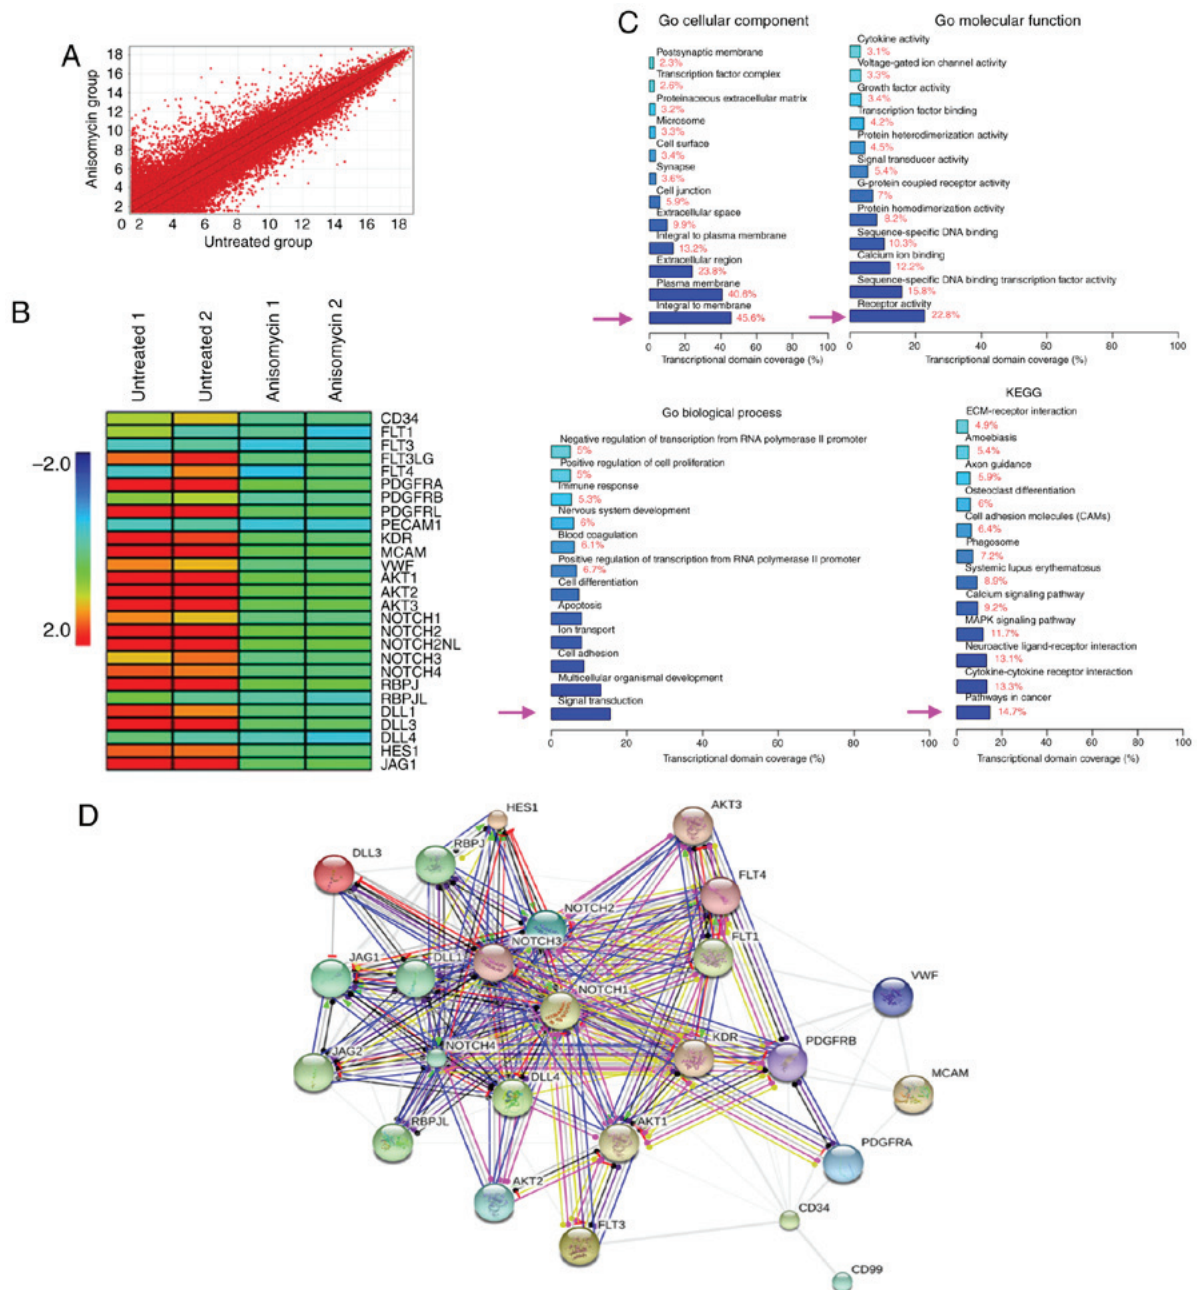 A
Anisomycin group
18
16
14
12
10
8
6
4
2
0 2 4 6 8 10 12 14 16 18
Untreated group
B
Untreated 1
Untreated 2
Anisomycin 1
Anisomycin 2
−2.0
2.0
CD34
FLT1
FLT3
FLT3LG
FLT4
PDGFRA
PDGFRB
PDGFRL
PECAM1
KDR
MCAM
VWF
AKT1
AKT2
AKT3
NOTCH1
NOTCH2
NOTCH2NL
NOTCH3
NOTCH4
RBPJ
RBPJL
DLL1
DLL3
DLL4
HES1
JAG1
C
Go cellular component
Postsynaptic membrane
2.3%
Transcription factor complex
2.6%
Proteinaceous extracellular matrix
3.2%
Microsome
3.3%
Cell surface
3.4%
Synapse
3.6%
Cell junction
5.9%
Extracellular space
9.9%
Integral to plasma membrane
13.2%
Extracellular region
23.8%
Plasma membrane
40.6%
Integral to membrane
45.6%
0 20 40 60 80 100
Transcriptional domain coverage (%)
Go molecular function
Cytokine activity
3.1%
Voltage-gated ion channel activity
3.3%
Growth factor activity
3.4%
Transcription factor binding
4.2%
Protein heterodimerization activity
4.5%
Signal transducer activity
5.4%
G-protein coupled receptor activity
7%
Protein homodimerization activity
8.2%
Sequence-specific DNA binding
10.3%
Calcium ion binding
12.2%
Sequence-specific DNA binding transcription factor activity
15.8%
Receptor activity
22.8%
0 20 40 60 80 100
Transcriptional domain coverage (%)
Go biological process
Negative regulation of transcription from RNA polymerase II promoter
5%
Positive regulation of cell proliferation
5%
Immune response
5.3%
Nervous system development
6%
Blood coagulation
6.1%
Positive regulation of transcription from RNA polymerase II promoter
6.7%
Cell differentiation
Apoptosis
Ion transport
Cell adhesion
Multicellular organismal development
Signal transduction
0 20 40 60 80 100
Transcriptional domain coverage (%)
KEGG
ECM-receptor interaction
4.9%
Amoebiasis
5.4%
Axon guidance
5.9%
Osteoclast differentiation
6%
Cell adhesion molecules (CAMs)
6.4%
Phagosome
7.2%
Systemic lupus erythematosus
8.9%
Calcium signaling pathway
9.2%
MAPK signaling pathway
11.7%
Neuroactive ligand-receptor interaction
13.1%
Cytokine-cytokine receptor interaction
13.3%
Pathways in cancer
14.7%
0 20 40 60 80 100
Transcriptional domain coverage (%)
D
HES1
AKT3
RBPJ
DLL3
FLT4
NOTCH2
NOTCH3
FLT1
JAG1
DLL1
VWF
NOTCH1
KDR
PDGFRB
JAG2
NOTCH4
MCAM
DLL4
RBPJL
AKT1
PDGFRA
AKT2
CD34
FLT3
CD99